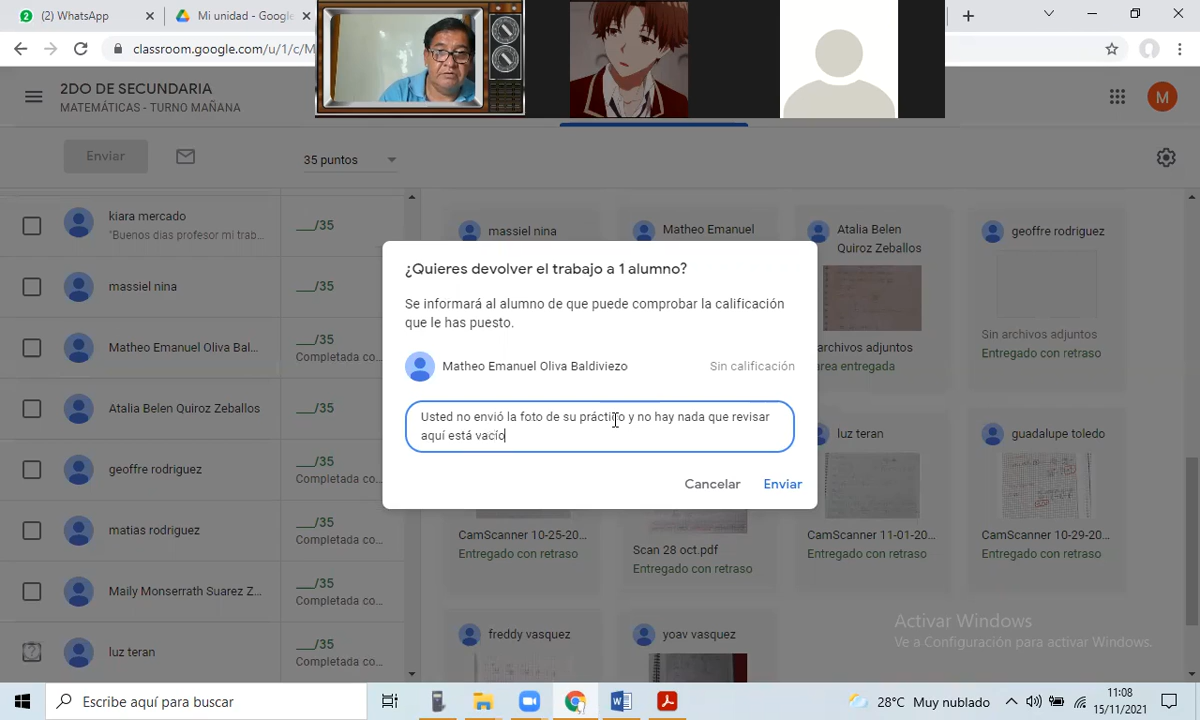 (2) WhatsApp
Mi unidad - Google
classroom.google.com/u/1/c/M
2DO DE SECUNDARIA
MATEMÁTICAS - TURNO MAÑANA
M
Enviar
35 puntos
kiara mercado
"Buenos dias profesor mi trab...
___/35
massiel nina
___/35
Matheo Emanuel Oliva Bal...
___/35
Completada co...
Atalia Belen Quiroz Zeballos
___/35
geoffre rodriguez
___/35
Completada co...
matias rodriguez
___/35
Completada co...
Maily Monserrath Suarez Z...
___/35
Completada co...
luz teran
___/35
Completada co...
massiel nina
Matheo Emanuel
Atalia Belen
Quiroz Zeballos
geoffre rodriguez
archivos adjuntos
area entregada
Sin archivos adjuntos
Entregado con retraso
¿Quieres devolver el trabajo a 1 alumno?
Se informará al alumno de que puede comprobar la calificación
que le has puesto.
Matheo Emanuel Oliva Baldiviezo
Sin calificación
Usted no envió la foto de su práctico y no hay nada que revisar
aquí está vacío
Cancelar
Enviar
luz teran
guadalupe toledo
CamScanner 10-25-20...
Entregado con retraso
Scan 28 oct.pdf
Entregado con retraso
CamScanner 11-01-20...
Entregado con retraso
CamScanner 10-29-20...
Entregado con retraso
freddy vasquez
yoav vasquez
Activar Windows
Ve a Configuración para activar Windows.
Escribe aquí para buscar
28°C Muy nublado
11:08
15/11/2021